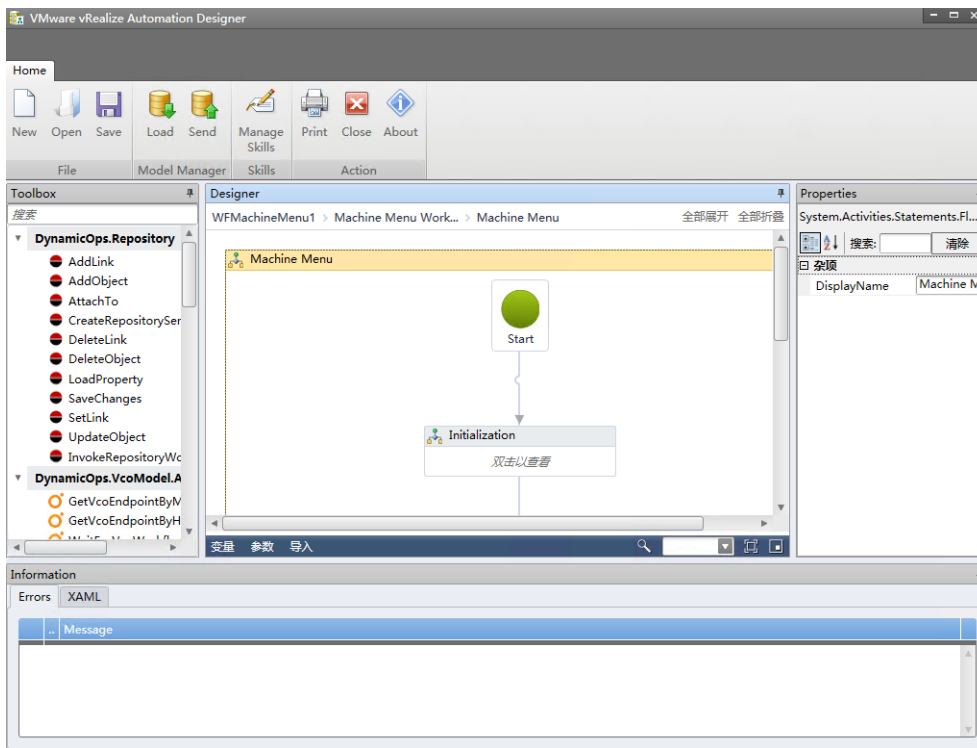 VMware vRealize Automation Designer
Home
New Open Save Load Send Manage Skills Print Close About
File Model Manager Skills Action
Toolbox
搜索
DynamicOps.Repository
AddLink
AddObject
AttachTo
CreateRepositorySer
DeleteLink
DeleteObject
LoadProperty
SaveChanges
SetLink
UpdateObject
InvokeRepositoryWo
DynamicOps.VcoModel.A
GetVcoEndpointByM
GetVcoEndpointByH
Designer
WFMachineMenu1 > Machine Menu Work... > Machine Menu 全部展开 全部折叠
Machine Menu
Start
Initialization
双击以查看
变量 参数 导入
Properties
System.Activities.Statements.Fl...
搜索: 清除
杂项
DisplayName Machine M
Information
Errors XAML
.. Message